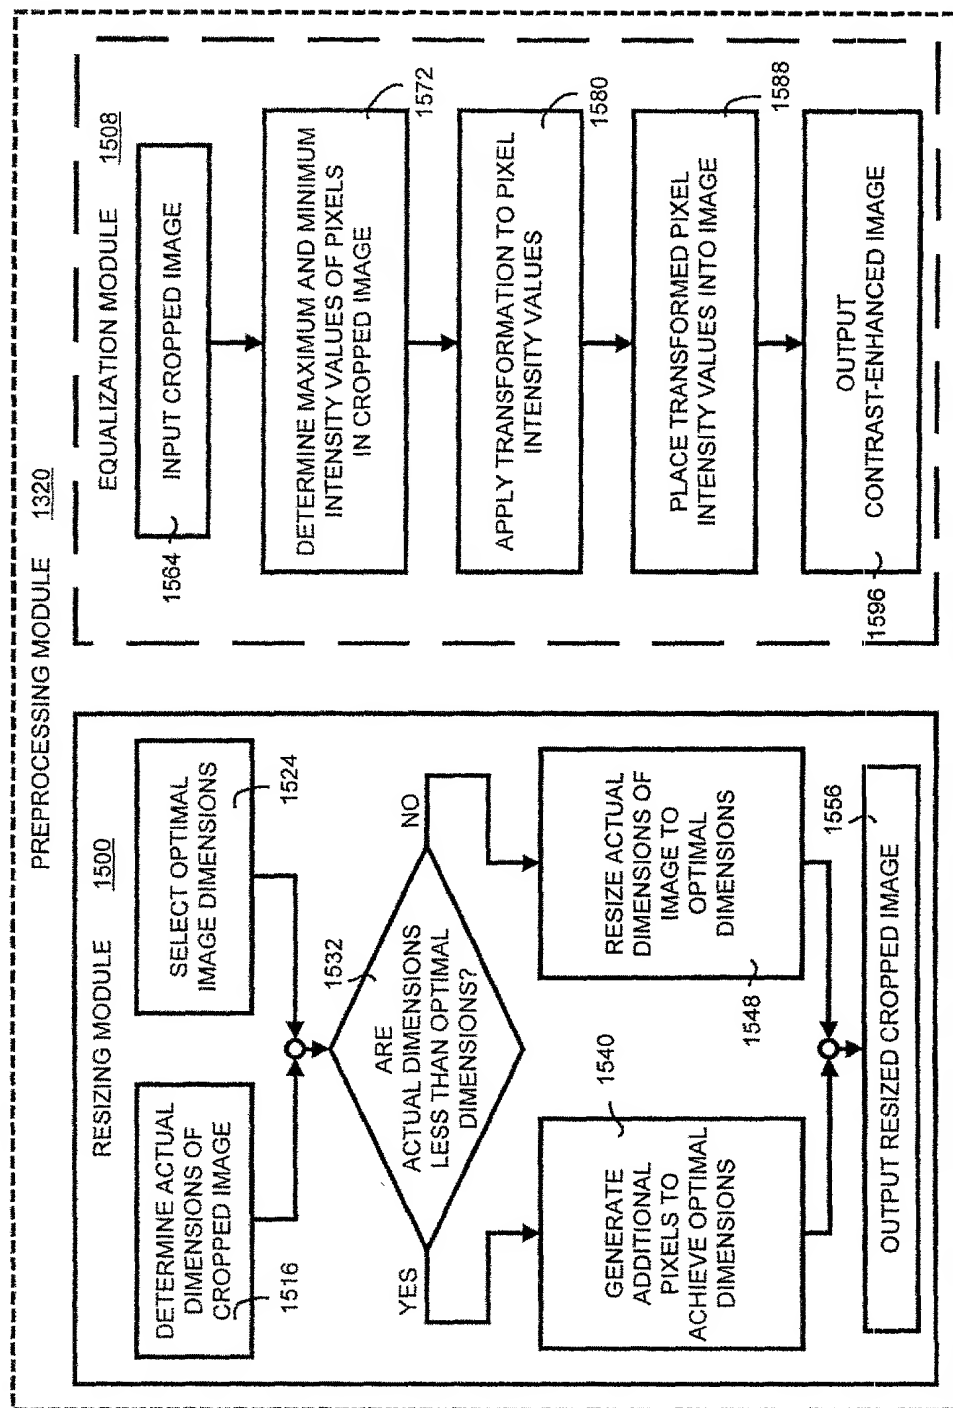 PREPROCESSING MODULE 1320
RESIZING MODULE 1500
DETERMINE ACTUAL
DIMENSIONS OF
CROPPED IMAGE
1516
SELECT OPTIMAL
IMAGE DIMENSIONS
1524
1532
ARE
ACTUAL DIMENSIONS
LESS THAN OPTIMAL
DIMENSIONS?
YES
NO
GENERATE
ADDITIONAL
PIXELS TO
ACHIEVE OPTIMAL
DIMENSIONS
1540
RESIZE ACTUAL
DIMENSIONS OF
IMAGE TO
OPTIMAL
DIMENSIONS
1548
OUTPUT RESIZED CROPPED IMAGE
1556
EQUALIZATION MODULE 1508
INPUT CROPPED IMAGE
1564
DETERMINE MAXIMUM AND MINIMUM
INTENSITY VALUES OF PIXELS
IN CROPPED IMAGE
1572
APPLY TRANSFORMATION TO PIXEL
INTENSITY VALUES
1580
PLACE TRANSFORMED PIXEL
INTENSITY VALUES INTO IMAGE
1588
OUTPUT
CONTRAST-ENHANCED IMAGE
1596